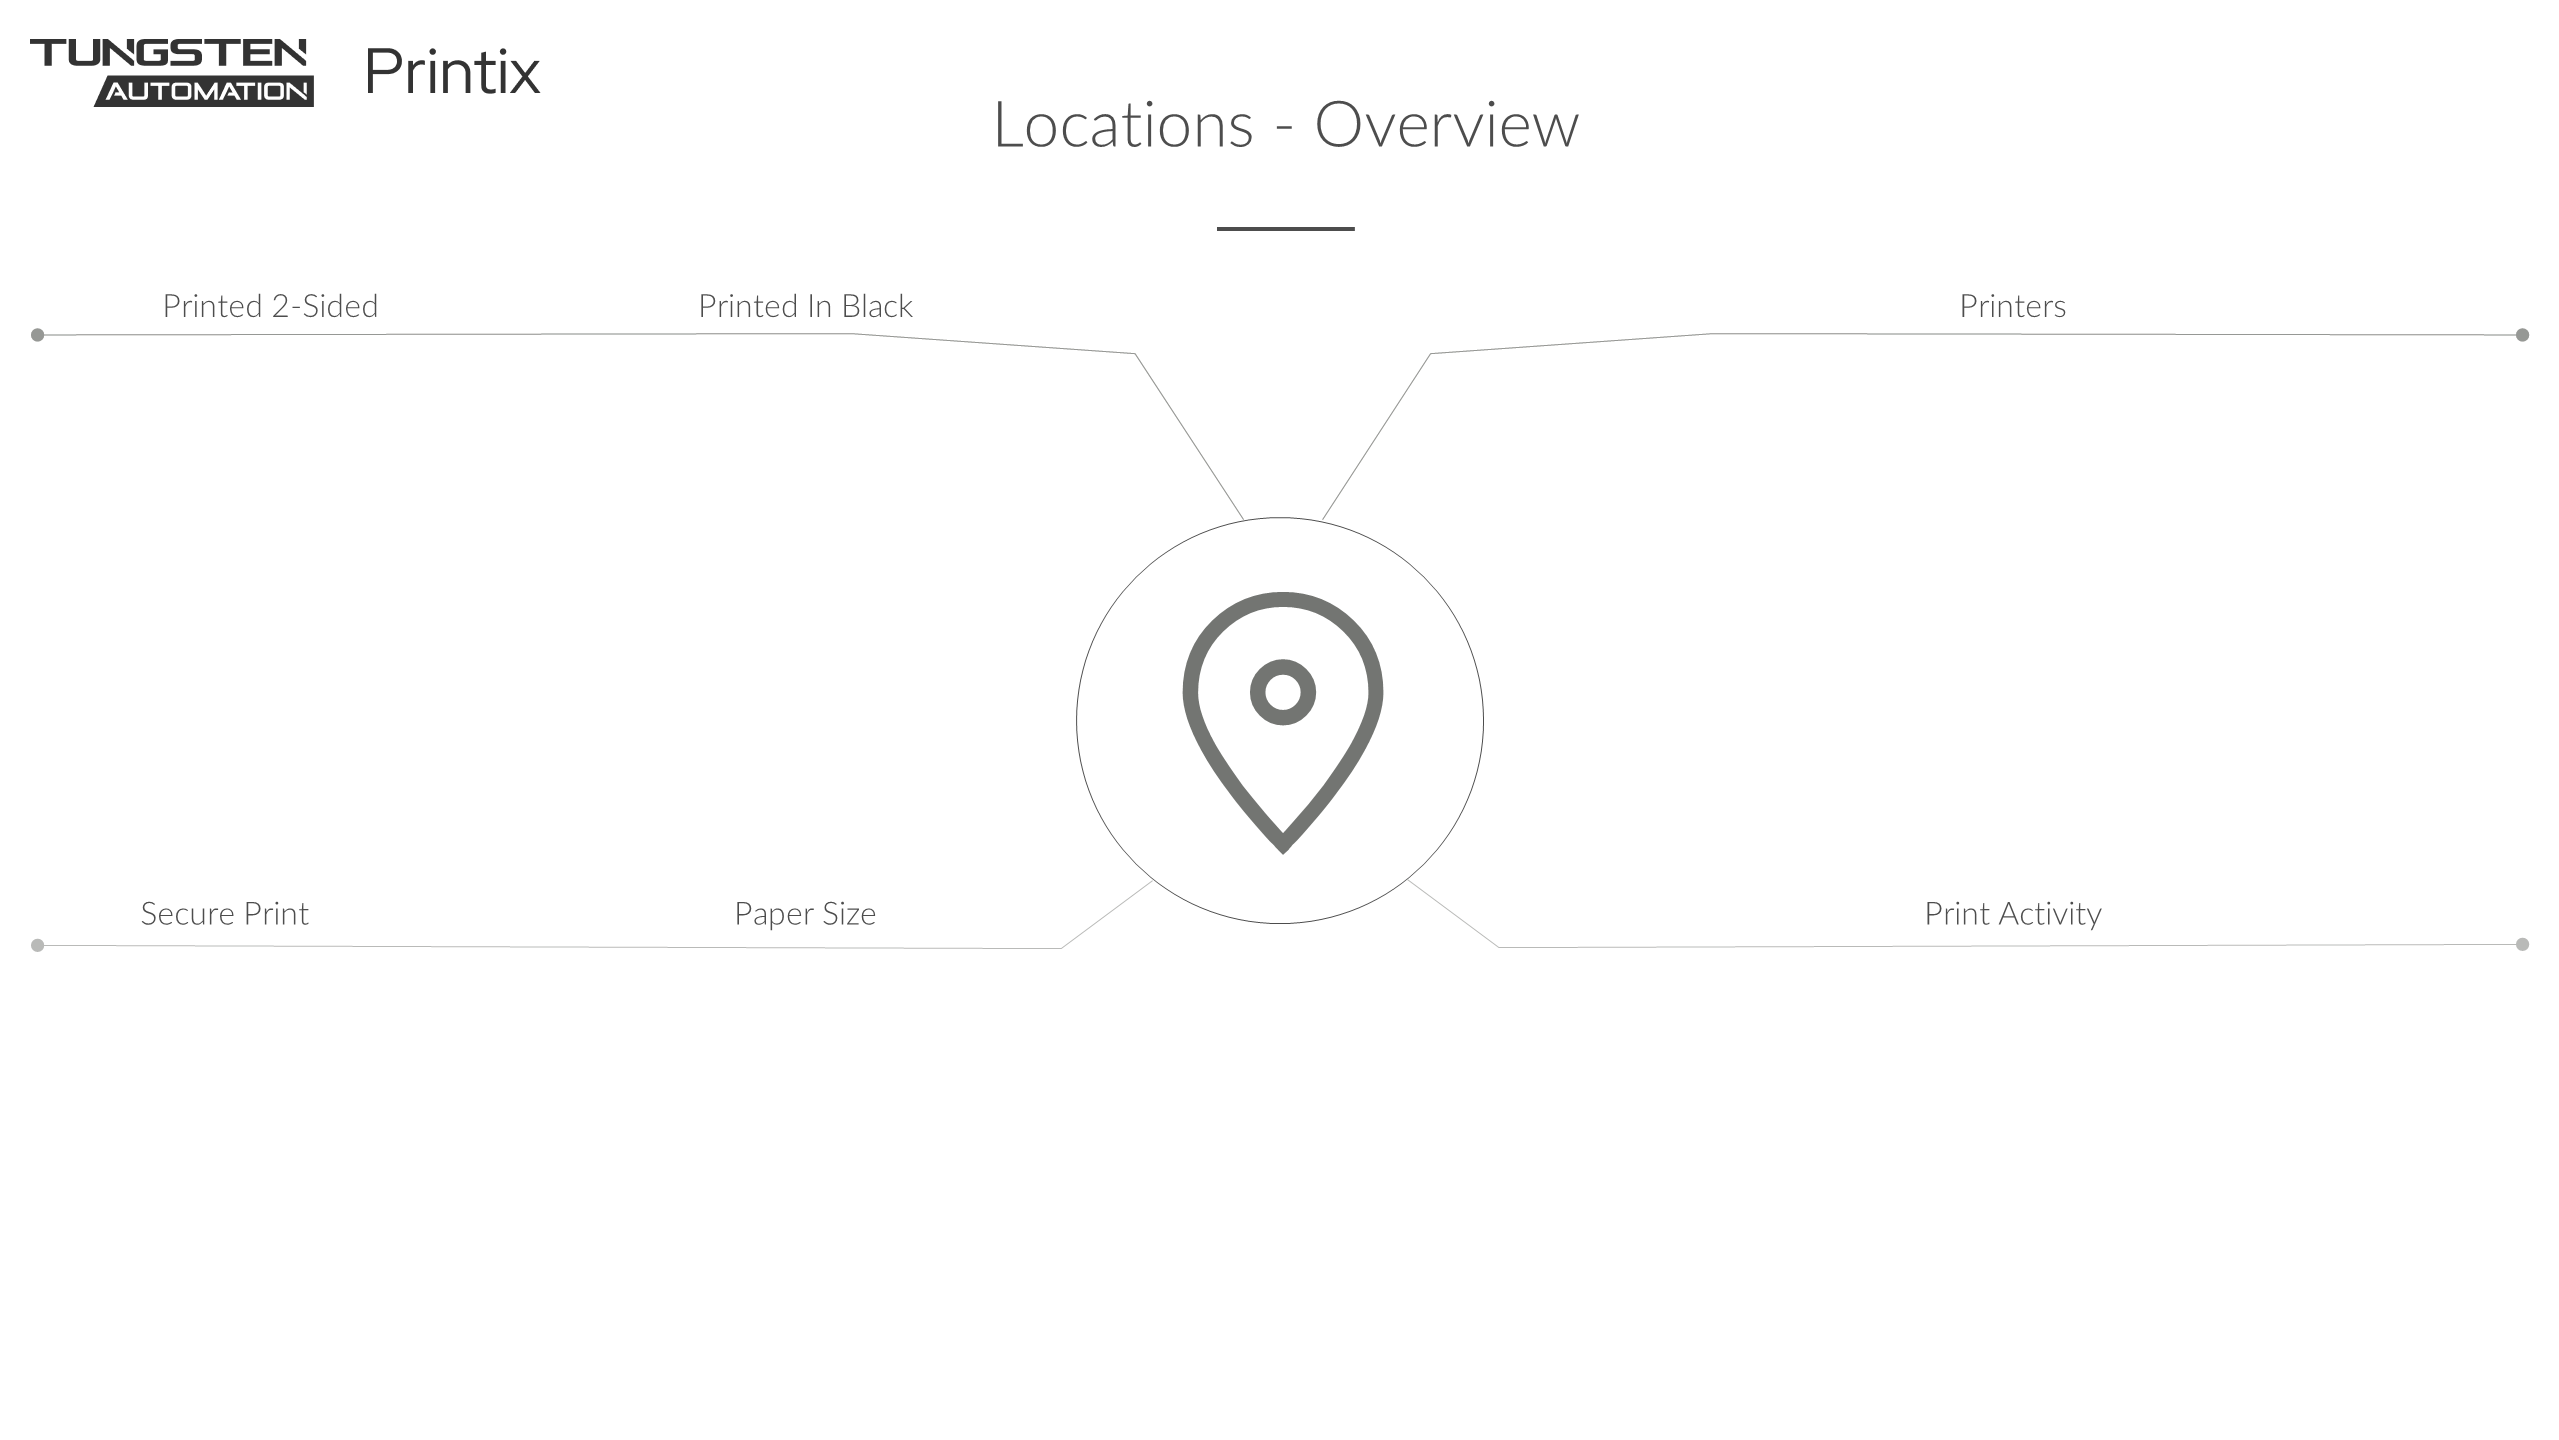 TUNGSTEN
AUTOMATION
Printix
Locations - Overview
Printed 2-Sided
Printed In Black
Printers
Secure Print
Paper Size
Print Activity